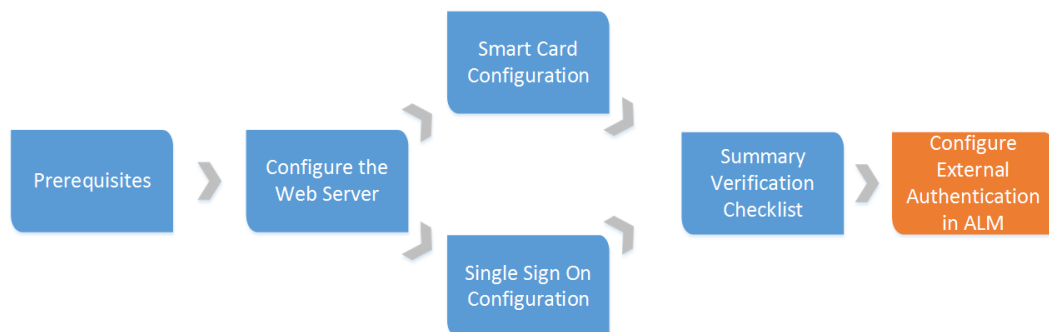 Prerequisites
Configure the
Web Server
Smart Card
Configuration
Single Sign On
Configuration
Summary
Verification
Checklist
Configure
External
Authentication
in ALM